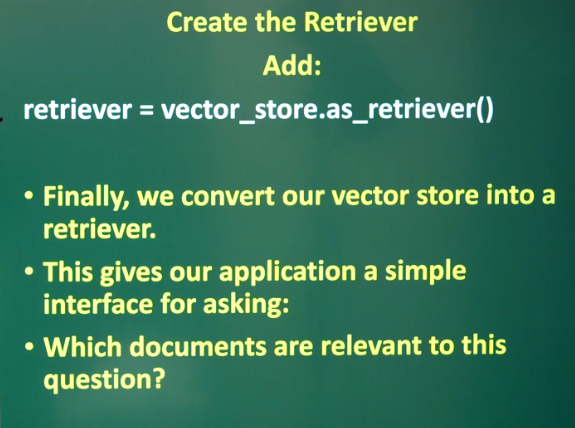 Create the Retriever
Add:
retriever = vector_store.as_retriever()
• Finally, we convert our vector store into a
retriever.
• This gives our application a simple
interface for asking:
• Which documents are relevant to this
question?